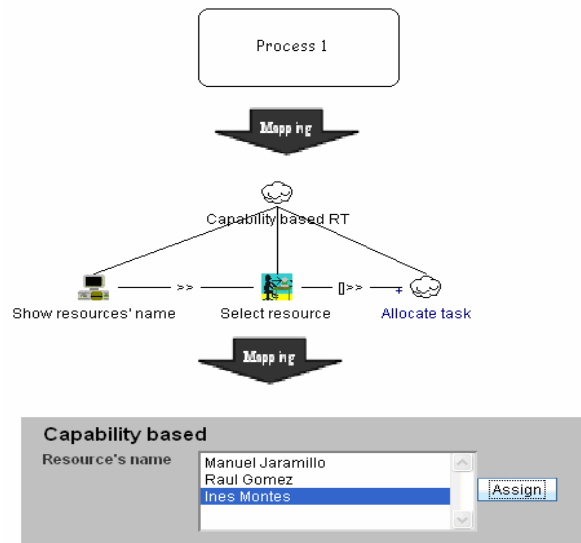 Process 1
Mapping
Capability based RT
>> []>> +
Show resources' name Select resource Allocate task
Mapping
Capability based
Resource's name
Manuel Jaramillo
Raul Gomez
Ines Montes
Assign